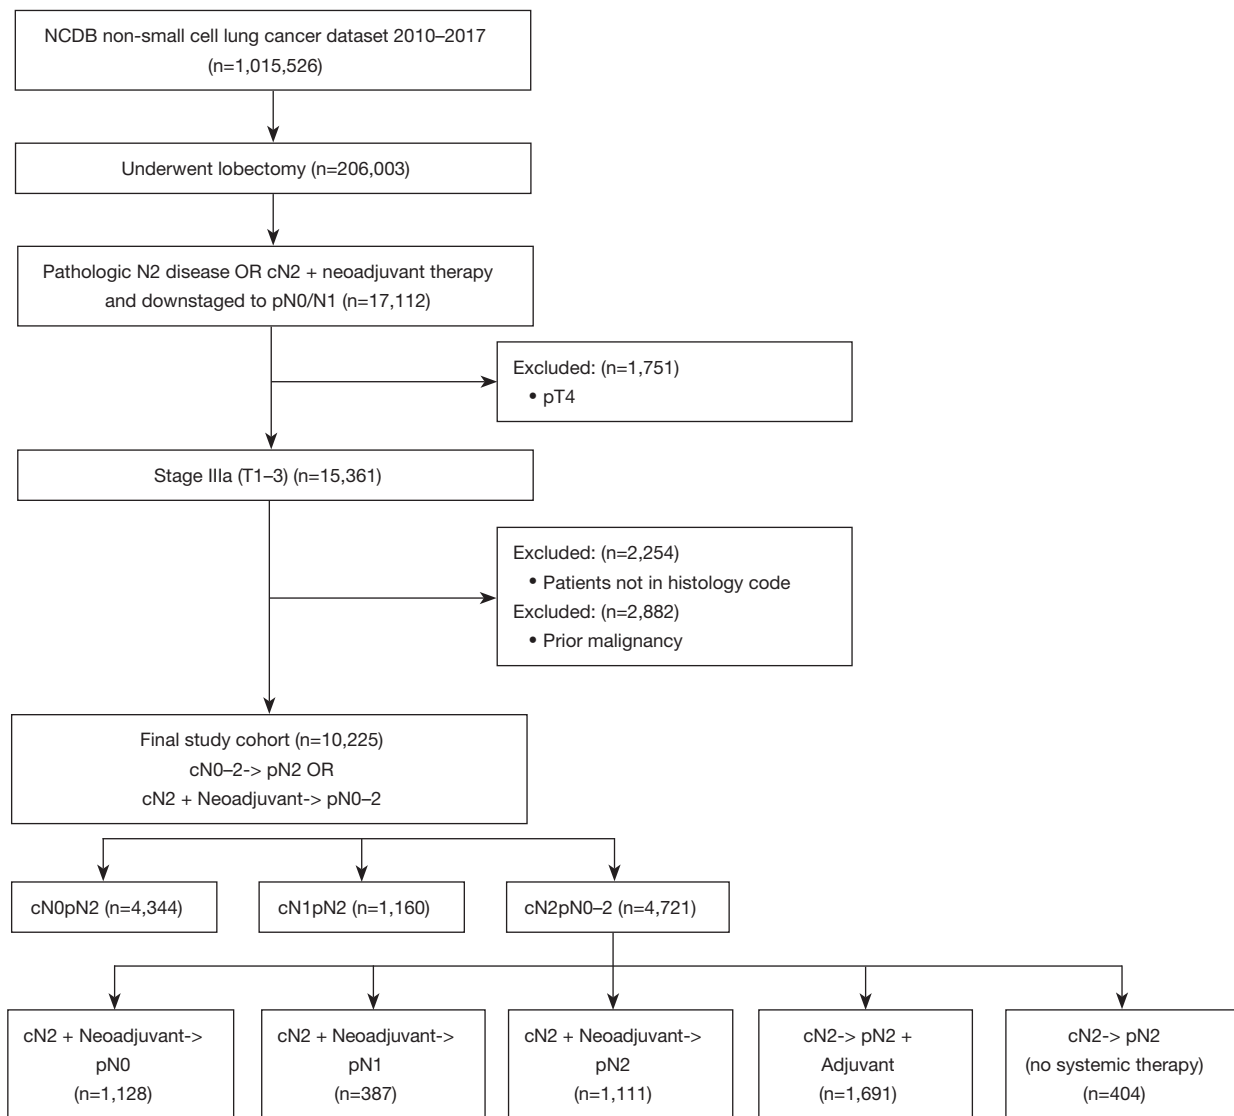 NCDB non-small cell lung cancer dataset 2010–2017
(n=1,015,526)
Underwent lobectomy (n=206,003)
Pathologic N2 disease OR cN2 + neoadjuvant therapy
and downstaged to pN0/N1 (n=17,112)
Excluded: (n=1,751)
• pT4
Stage IIIa (T1–3) (n=15,361)
Excluded: (n=2,254)
• Patients not in histology code
Excluded: (n=2,882)
• Prior malignancy
Final study cohort (n=10,225)
cN0–2-> pN2 OR
cN2 + Neoadjuvant-> pN0–2
cN0pN2 (n=4,344)
cN1pN2 (n=1,160)
cN2pN0–2 (n=4,721)
cN2 + Neoadjuvant->
pN0
(n=1,128)
cN2 + Neoadjuvant->
pN1
(n=387)
cN2 + Neoadjuvant->
pN2
(n=1,111)
cN2-> pN2 +
Adjuvant
(n=1,691)
cN2-> pN2
(no systemic therapy)
(n=404)